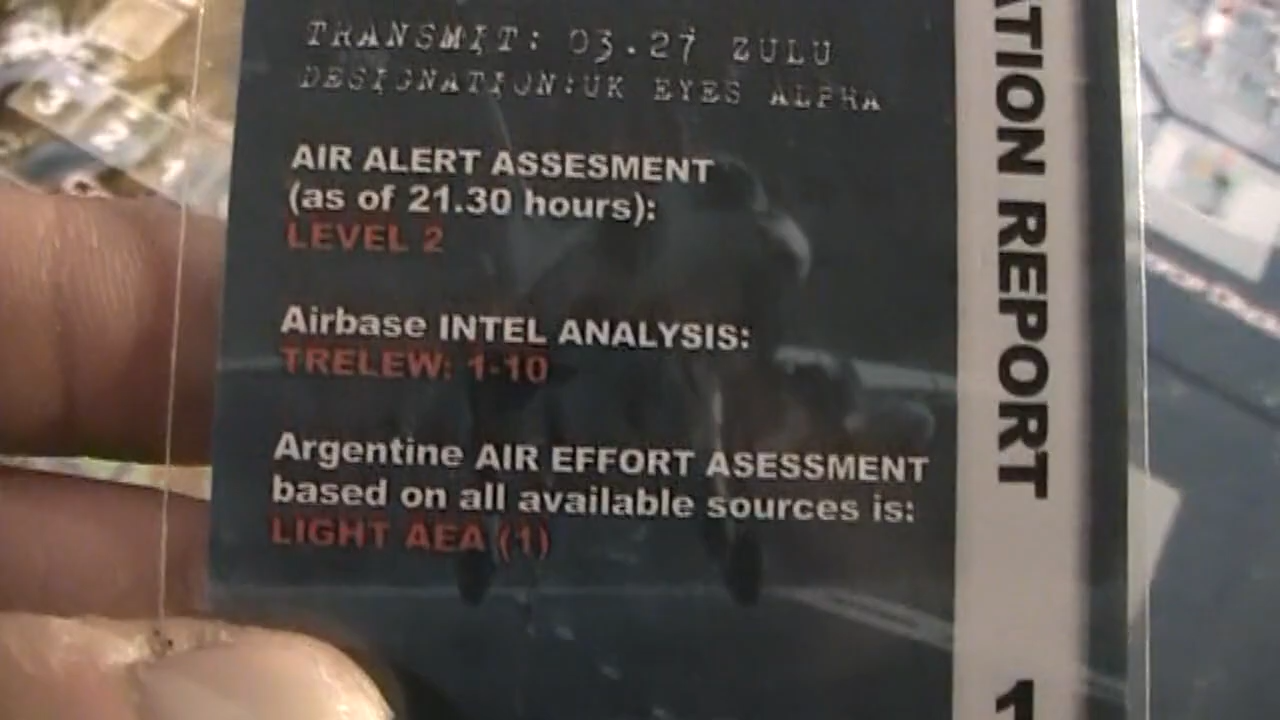 TRANSMIT: 03.27 ZULU
DESIGNATION:UK EYES ALPHA
AIR ALERT ASSESMENT
(as of 21.30 hours):
LEVEL 2
Airbase INTEL ANALYSIS:
TRELEW: 1-10
Argentine AIR EFFORT ASESSMENT
based on all available sources is:
LIGHT AEA (1)
ATION REPORT
1